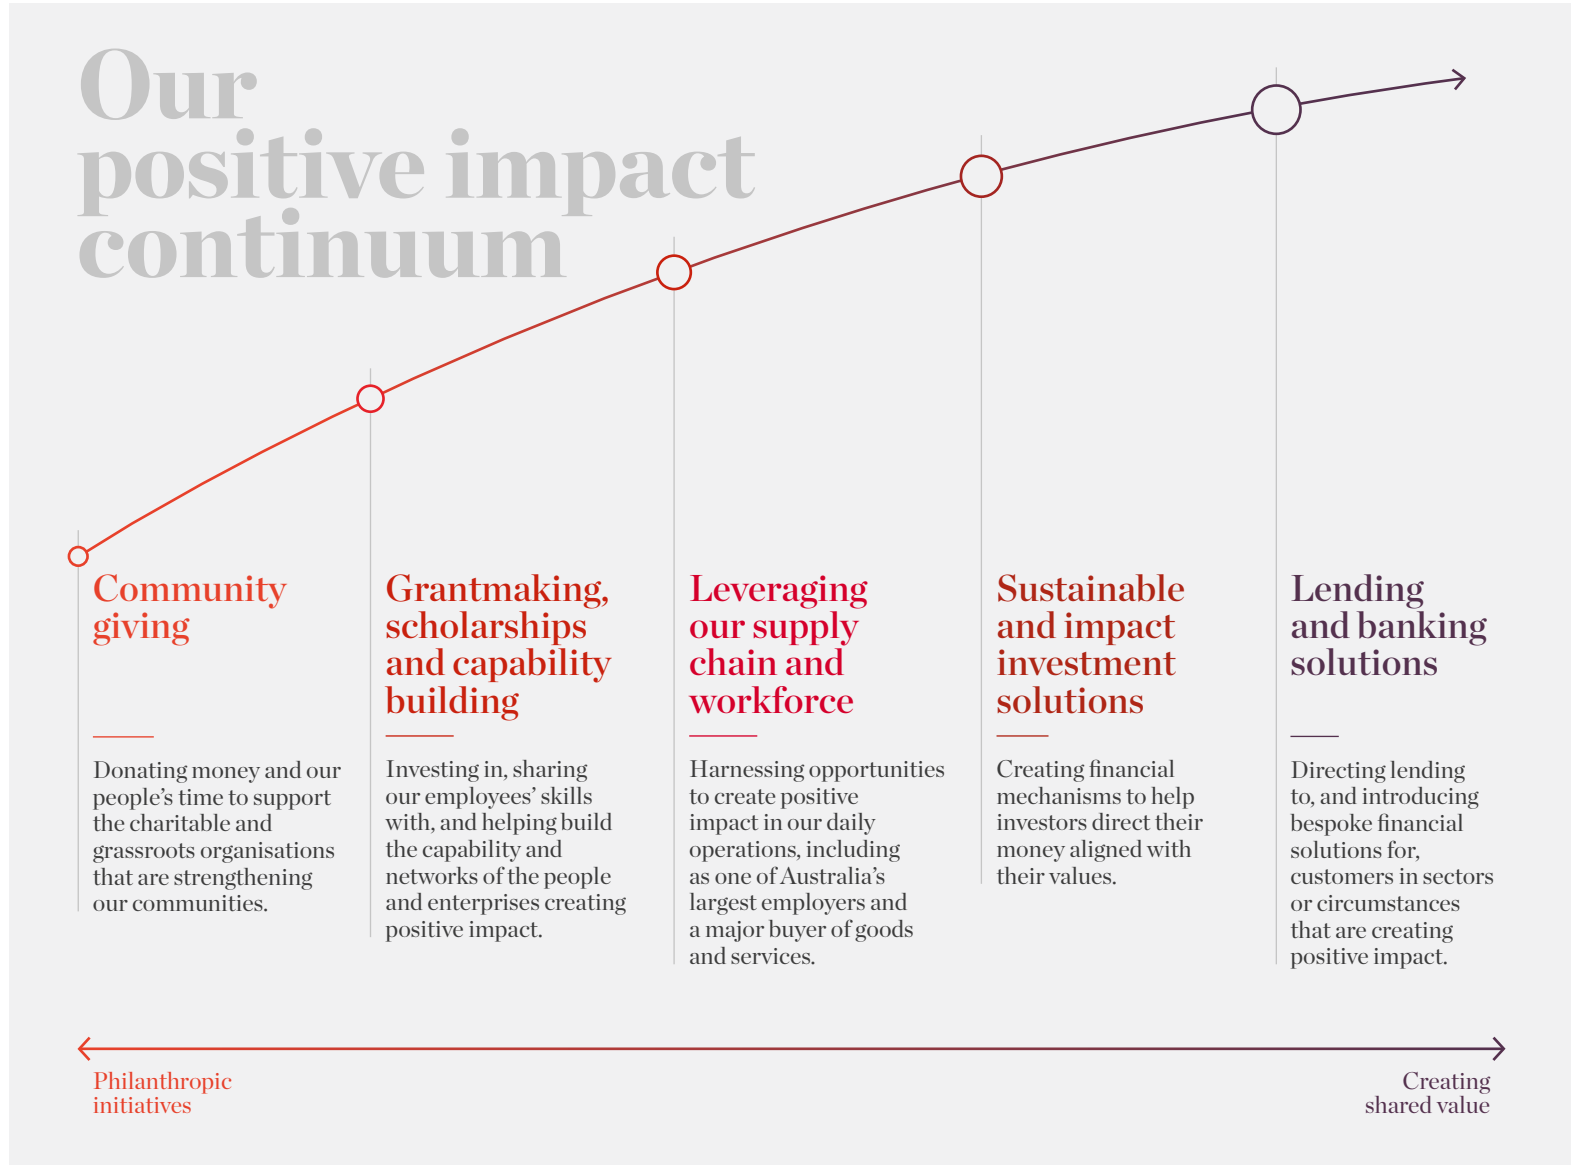 Our
positive impact
continuum
Community
giving
Donating money and our
people’s time to support
the charitable and
grassroots organisations
that are strengthening
our communities.
Grantmaking,
scholarships
and capability
building
Investing in, sharing
our employees’ skills
with, and helping build
the capability and
networks of the people
and enterprises creating
positive impact.
Leveraging
our supply
chain and
workforce
Harnessing opportunities
to create positive
impact in our daily
operations, including
as one of Australia’s
largest employers and
a major buyer of goods
and services.
Sustainable
and impact
investment
solutions
Creating financial
mechanisms to help
investors direct their
money aligned with
their values.
Lending
and banking
solutions
Directing lending
to, and introducing
bespoke financial
solutions for,
customers in sectors
or circumstances
that are creating
positive impact.
Philanthropic
initiatives
Creating
shared value